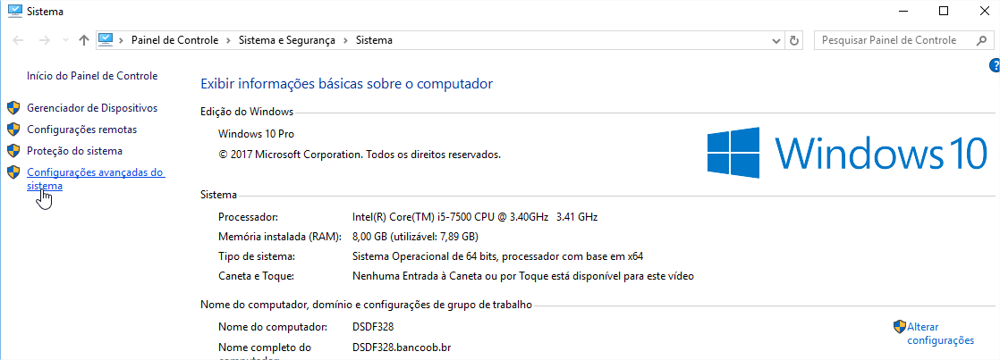 Sistema
Painel de Controle > Sistema e Segurança > Sistema
Pesquisar Painel de Controle
?
Início do Painel de Controle
Gerenciador de Dispositivos
Configurações remotas
Proteção do sistema
Configurações avançadas do
sistema
Exibir informações básicas sobre o computador
Edição do Windows
Windows 10 Pro
© 2017 Microsoft Corporation. Todos os direitos reservados.
Windows 10
Sistema
Processador: Intel(R) Core(TM) i5-7500 CPU @ 3.40GHz 3.41 GHz
Memória instalada (RAM): 8,00 GB (utilizável: 7,89 GB)
Tipo de sistema: Sistema Operacional de 64 bits, processador com base em x64
Caneta e Toque: Nenhuma Entrada à Caneta ou por Toque está disponível para este vídeo
Nome do computador, domínio e configurações de grupo de trabalho
Nome do computador: DSDF328
Alterar
configurações
Nome completo do DSDF328.bancoob.br
computador: